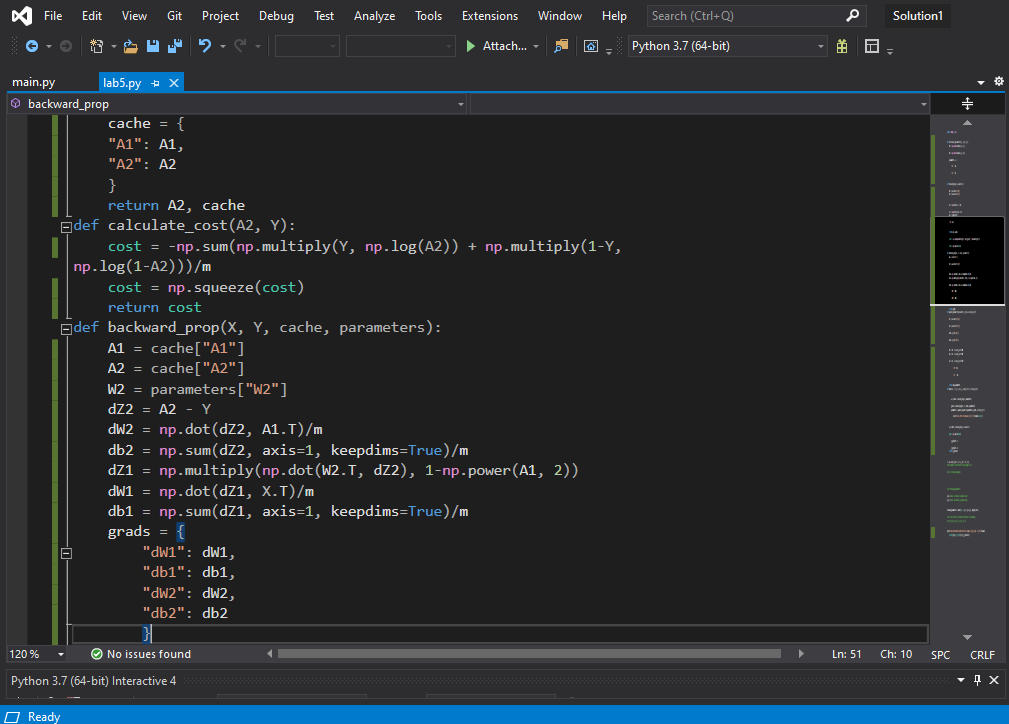 File Edit View Git Project Debug Test Analyze Tools Extensions Window Help Search (Ctrl+Q) Solution1
Attach... Python 3.7 (64-bit)
main.py lab5.py
backward_prop
cache = {
"A1": A1,
"A2": A2
}
return A2, cache
def calculate_cost(A2, Y):
cost = -np.sum(np.multiply(Y, np.log(A2)) + np.multiply(1-Y,
np.log(1-A2)))/m
cost = np.squeeze(cost)
return cost
def backward_prop(X, Y, cache, parameters):
A1 = cache["A1"]
A2 = cache["A2"]
W2 = parameters["W2"]
dZ2 = A2 - Y
dW2 = np.dot(dZ2, A1.T)/m
db2 = np.sum(dZ2, axis=1, keepdims=True)/m
dZ1 = np.multiply(np.dot(W2.T, dZ2), 1-np.power(A1, 2))
dW1 = np.dot(dZ1, X.T)/m
db1 = np.sum(dZ1, axis=1, keepdims=True)/m
grads = {
"dW1": dW1,
"db1": db1,
"dW2": dW2,
"db2": db2
}
120 % No issues found Ln: 51 Ch: 10 SPC CRLF
Python 3.7 (64-bit) Interactive 4
Ready